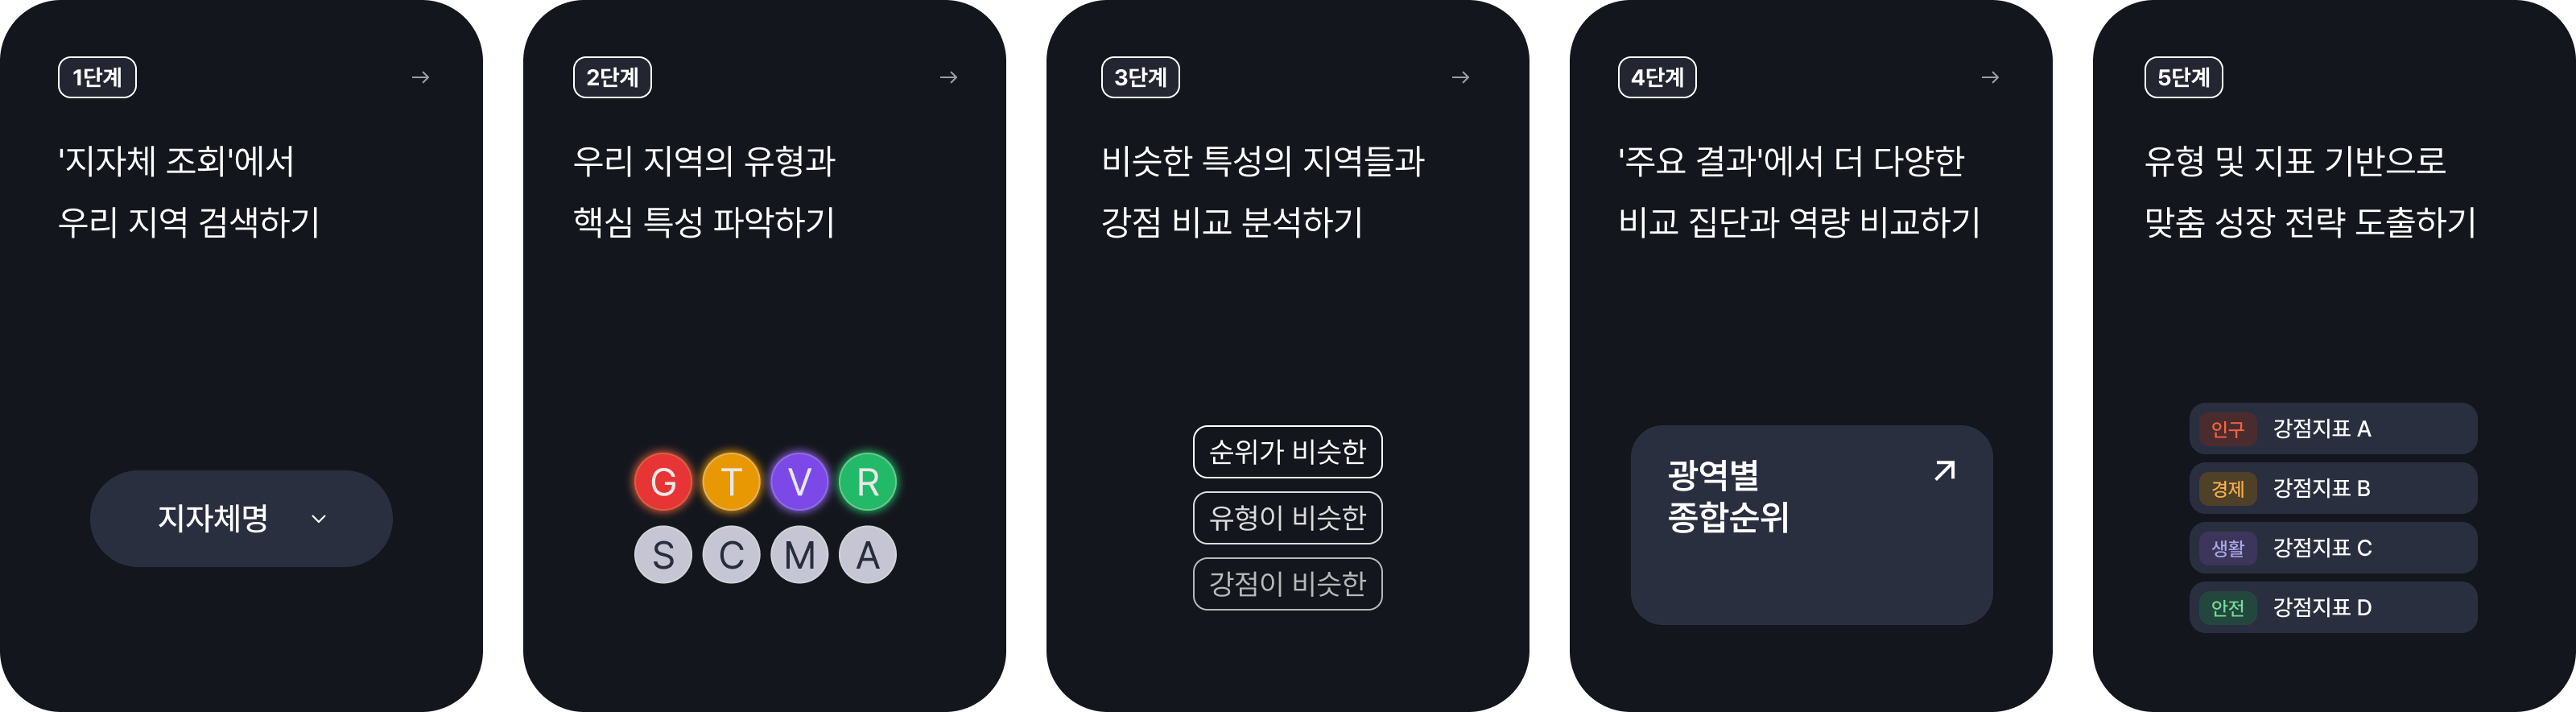 1단계
'지자체 조회'에서
우리 지역 검색하기
지자체명
2단계
우리 지역의 유형과
핵심 특성 파악하기
G T V R
S C M A
3단계
비슷한 특성의 지역들과
강점 비교 분석하기
순위가 비슷한
유형이 비슷한
강점이 비슷한
4단계
'주요 결과'에서 더 다양한
비교 집단과 역량 비교하기
광역별
종합순위
5단계
유형 및 지표 기반으로
맞춤 성장 전략 도출하기
인구 강점지표 A
경제 강점지표 B
생활 강점지표 C
안전 강점지표 D